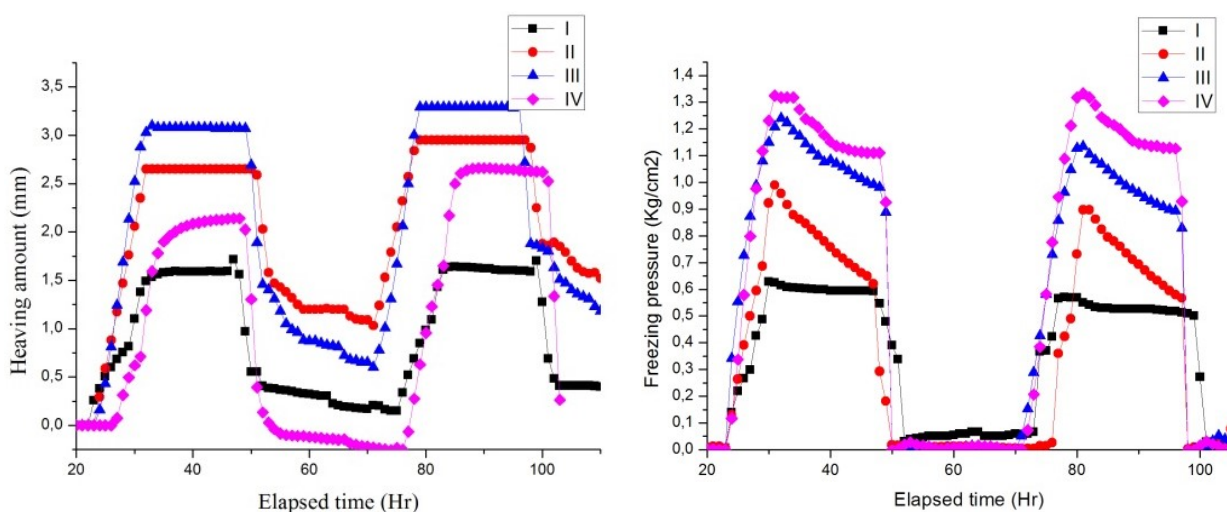 I
II
III
IV
3,5
3,0
2,5
2,0
1,5
1,0
0,5
0,0
Heaving amount (mm)
20 40 60 80 100
Elapsed time (Hr)
I
II
III
IV
1,4
1,3
1,2
1,1
1,0
0,9
0,8
0,7
0,6
0,5
0,4
0,3
0,2
0,1
0,0
Freezing pressure (Kg/cm2)
20 40 60 80 100
Elapsed time (Hr)